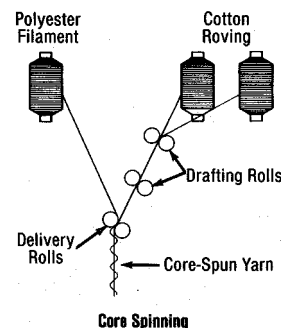 Polyester
Filament
Cotton
Roving
Drafting Rolls
Delivery
Rolls
Core-Spun Yarn
Core Spinning